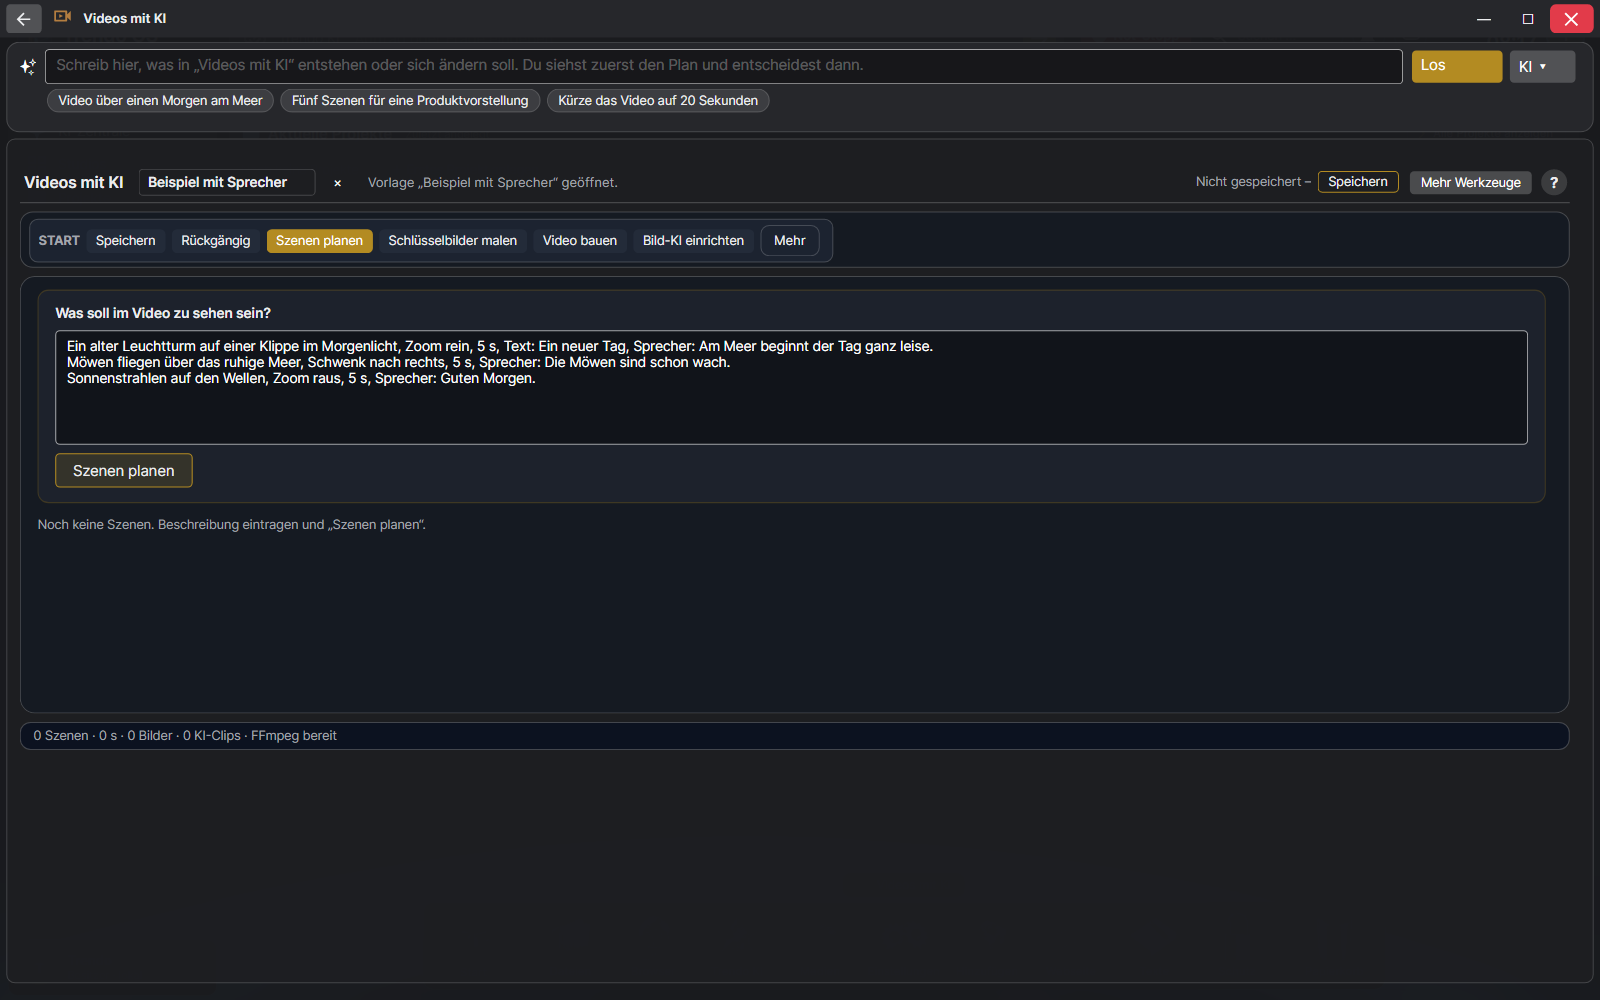 Videos mit KI
Schreib hier, was in „Videos mit KI“ entstehen oder sich ändern soll. Du siehst zuerst den Plan und entscheidest dann.
Los
KI ▾
Video über einen Morgen am Meer
Fünf Szenen für eine Produktvorstellung
Kürze das Video auf 20 Sekunden
Videos mit KI
Beispiel mit Sprecher
×
Vorlage „Beispiel mit Sprecher“ geöffnet.
Nicht gespeichert –
Speichern
Mehr Werkzeuge
?
START
Speichern
Rückgängig
Szenen planen
Schlüsselbilder malen
Video bauen
Bild-KI einrichten
Mehr
Was soll im Video zu sehen sein?
Ein alter Leuchtturm auf einer Klippe im Morgenlicht, Zoom rein, 5 s, Text: Ein neuer Tag, Sprecher: Am Meer beginnt der Tag ganz leise.
Möwen fliegen über das ruhige Meer, Schwenk nach rechts, 5 s, Sprecher: Die Möwen sind schon wach.
Sonnenstrahlen auf den Wellen, Zoom raus, 5 s, Sprecher: Guten Morgen.
Szenen planen
Noch keine Szenen. Beschreibung eintragen und „Szenen planen“.
0 Szenen · 0 s · 0 Bilder · 0 KI-Clips · FFmpeg bereit